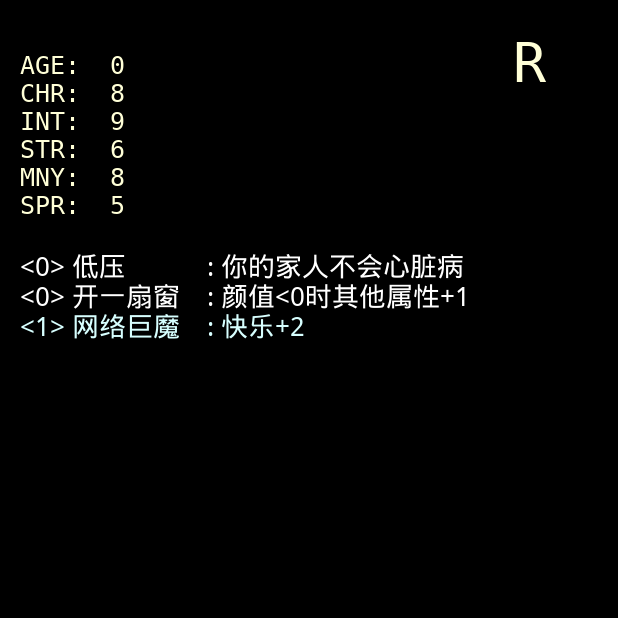 R
AGE: 0
CHR: 8
INT: 9
STR: 6
MNY: 8
SPR: 5
<0> 低压 : 你的家人不会心脏病
<0> 开一扇窗 : 颜值<0时其他属性+1
<1> 网络巨魔 : 快乐+2